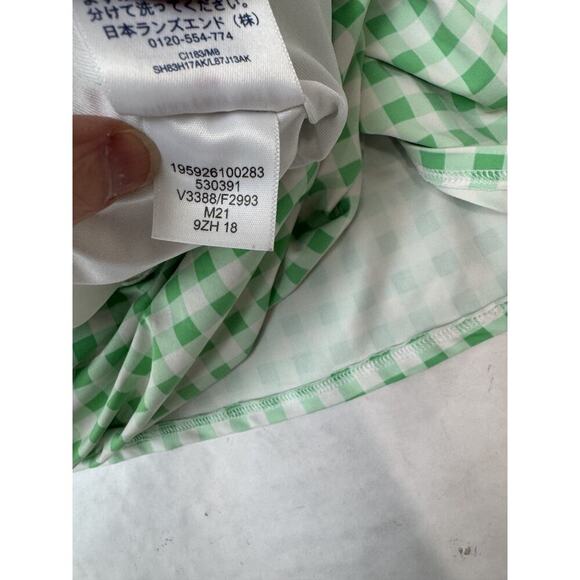 分けて洗ってください。
日本ランズエンド（株）
0120-554-774
CI183/M8
SH83H17AK/L87J13AK
195926100283
530391
V3388/F2993
M21
9ZH 18